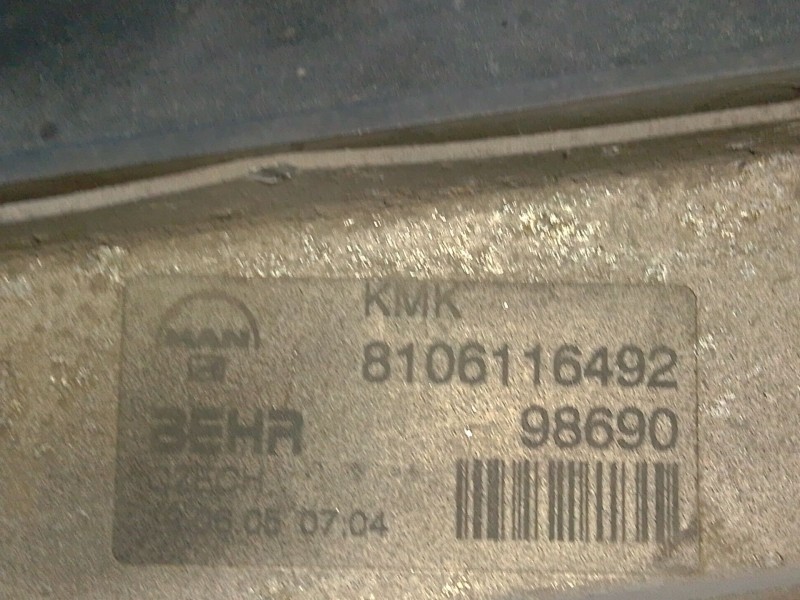 KMK
MAN
8106116492
BEHR
98690
CZECH
.06.05 07:04